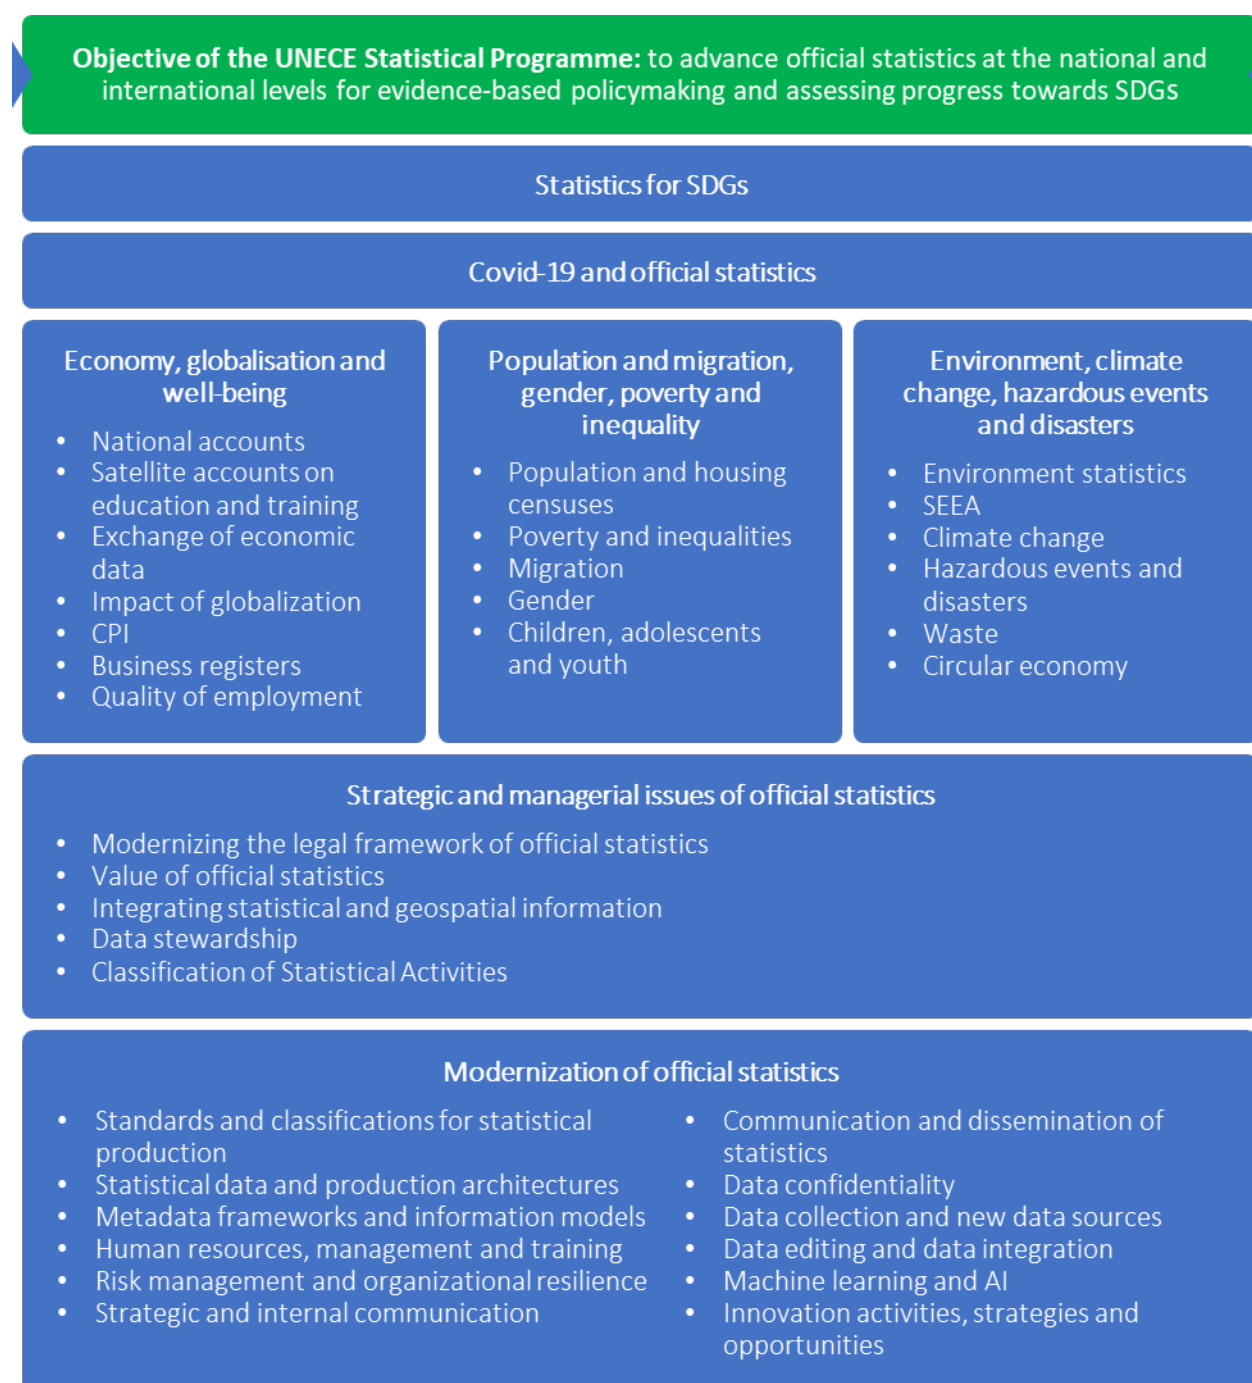 Objective of the UNECE Statistical Programme: to advance official statistics at the national and
international levels for evidence-based policymaking and assessing progress towards SDGs
Statistics for SDGs
Covid-19 and official statistics
Economy, globalisation and
well-being
• National accounts
• Satellite accounts on
education and training
• Exchange of economic
data
• Impact of globalization
• CPI
• Business registers
• Quality of employment
Population and migration,
gender, poverty and
inequality
• Population and housing
censuses
• Poverty and inequalities
• Migration
• Gender
• Children, adolescents
and youth
Environment, climate
change, hazardous events
and disasters
• Environment statistics
• SEEA
• Climate change
• Hazardous events and
disasters
• Waste
• Circular economy
Strategic and managerial issues of official statistics
• Modernizing the legal framework of official statistics
• Value of official statistics
• Integrating statistical and geospatial information
• Data stewardship
• Classification of Statistical Activities
Modernization of official statistics
• Standards and classifications for statistical
production
• Statistical data and production architectures
• Metadata frameworks and information models
• Human resources, management and training
• Risk management and organizational resilience
• Strategic and internal communication
• Communication and dissemination of
statistics
• Data confidentiality
• Data collection and new data sources
• Data editing and data integration
• Machine learning and AI
• Innovation activities, strategies and
opportunities